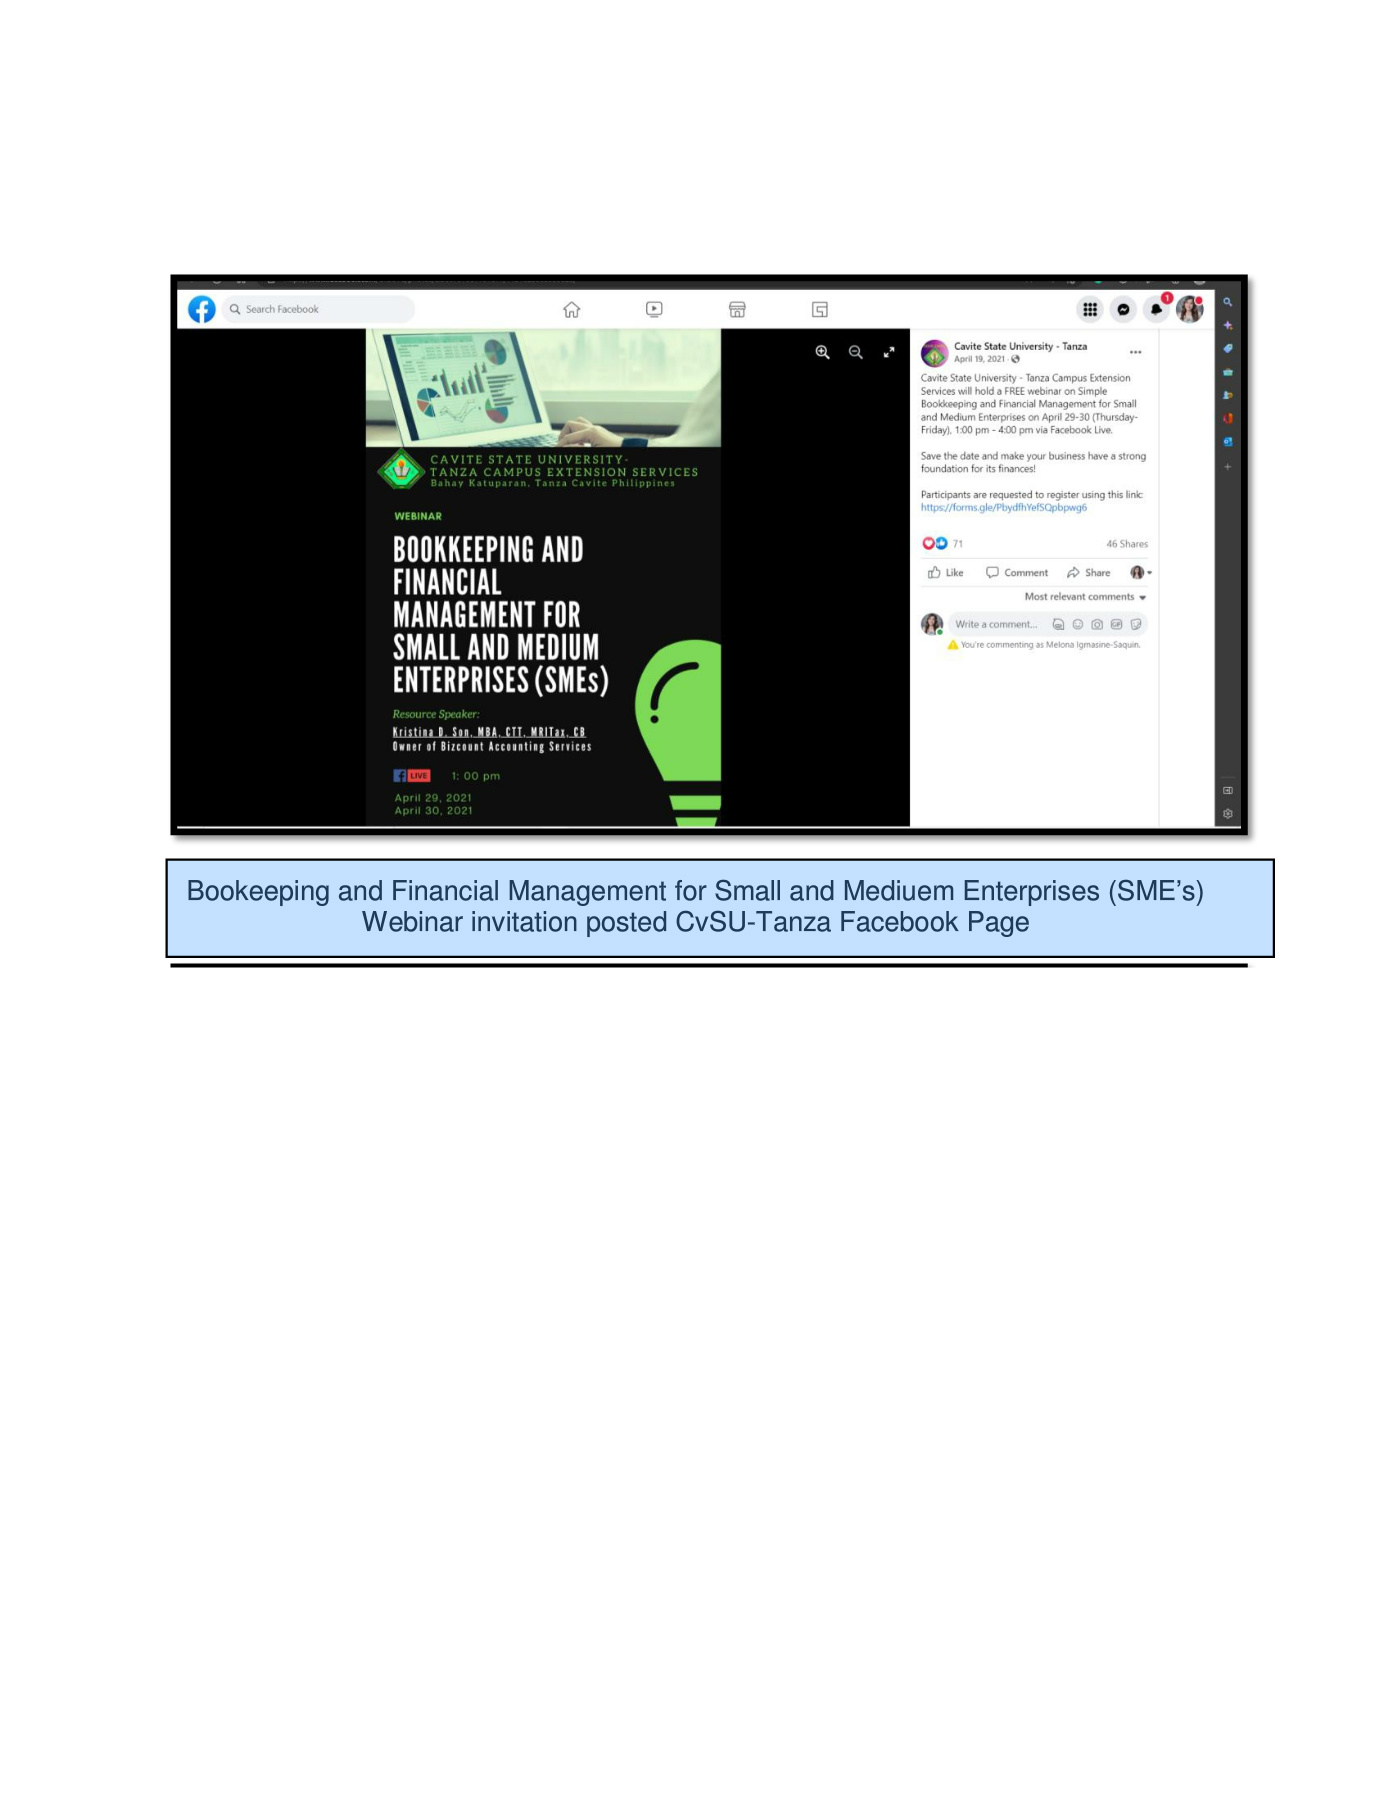 Search Facebook
1
CAVITE STATE UNIVERSITY-
TANZA CAMPUS EXTENSION SERVICES
Bahay Katuparan, Tanza Cavite Philippines
WEBINAR
BOOKKEEPING AND
FINANCIAL
MANAGEMENT FOR
SMALL AND MEDIUM
ENTERPRISES (SMEs)
Resource Speaker:
Kristina D. Son, MBA, CTT, MRITax, CB
Owner of Bizcount Accounting Services
LIVE 1: 00 pm
April 29, 2021
April 30, 2021
Cavite State University - Tanza
April 19, 2021 ·
Cavite State University - Tanza Campus Extension
Services will hold a FREE webinar on Simple
Bookkeeping and Financial Management for Small
and Medium Enterprises on April 29-30 (Thursday-
Friday), 1:00 pm - 4:00 pm via Facebook Live.
Save the date and make your business have a strong
foundation for its finances!
Participants are requested to register using this link:
https://forms.gle/PbydfhYefSQpbpwg6
71 46 Shares
Like Comment Share
Most relevant comments
Write a comment...
You're commenting as Melona Igmasine-Saquin.
Bookeeping and Financial Management for Small and Mediuem Enterprises (SME’s)
Webinar invitation posted CvSU-Tanza Facebook Page